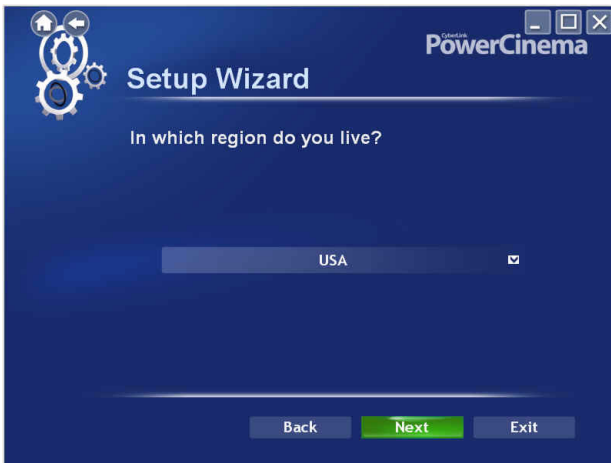 CyberLink
PowerCinema
Setup Wizard
In which region do you live?
USA
Back Next Exit